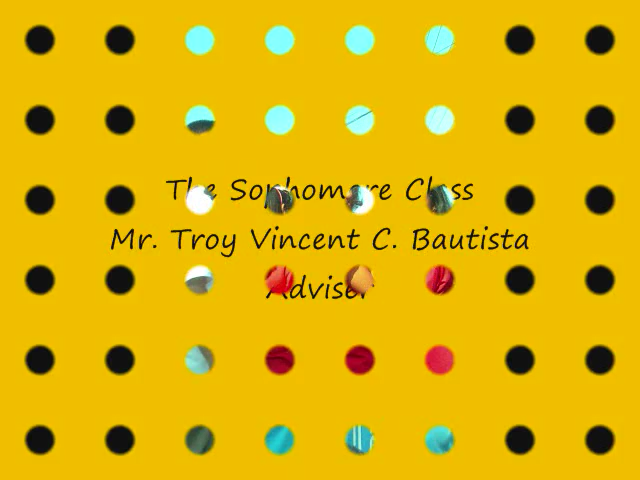 The Sophomore Class
Mr. Troy Vincent C. Bautista
Adviser